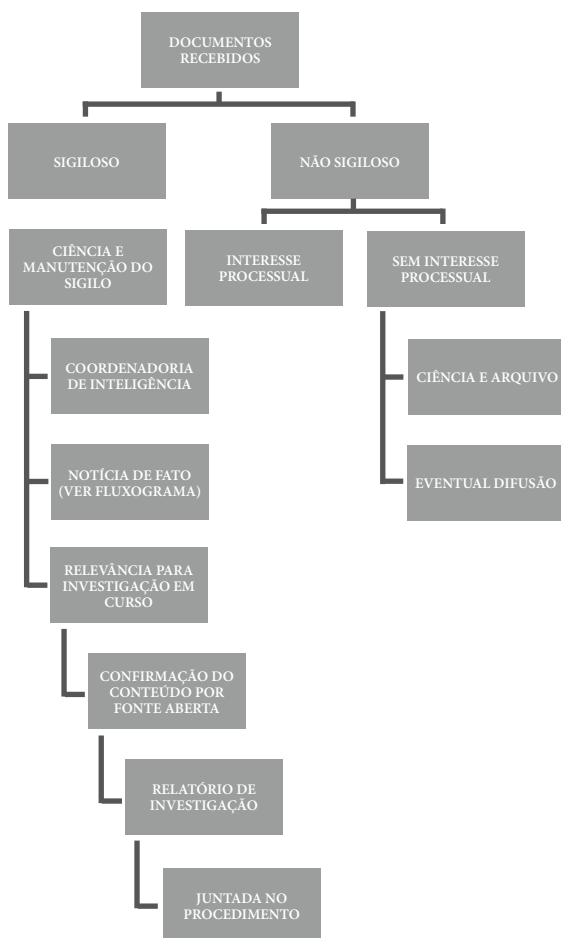 DOCUMENTOS
RECEBIDOS
SIGILOSO
NÃO SIGILOSO
CIÊNCIA E
MANUTENÇÃO DO
SIGILO
INTERESSE
PROCESSUAL
SEM INTERESSE
PROCESSUAL
COORDENADORIA
DE INTELIGÊNCIA
CIÊNCIA E ARQUIVO
NOTÍCIA DE FATO
(VER FLUXOGRAMA)
EVENTUAL DIFUSÃO
RELEVÂNCIA PARA
INVESTIGAÇÃO EM
CURSO
CONFIRMAÇÃO DO
CONTEÚDO POR
FONTE ABERTA
RELATÓRIO DE
INVESTIGAÇÃO
JUNTADA NO
PROCEDIMENTO